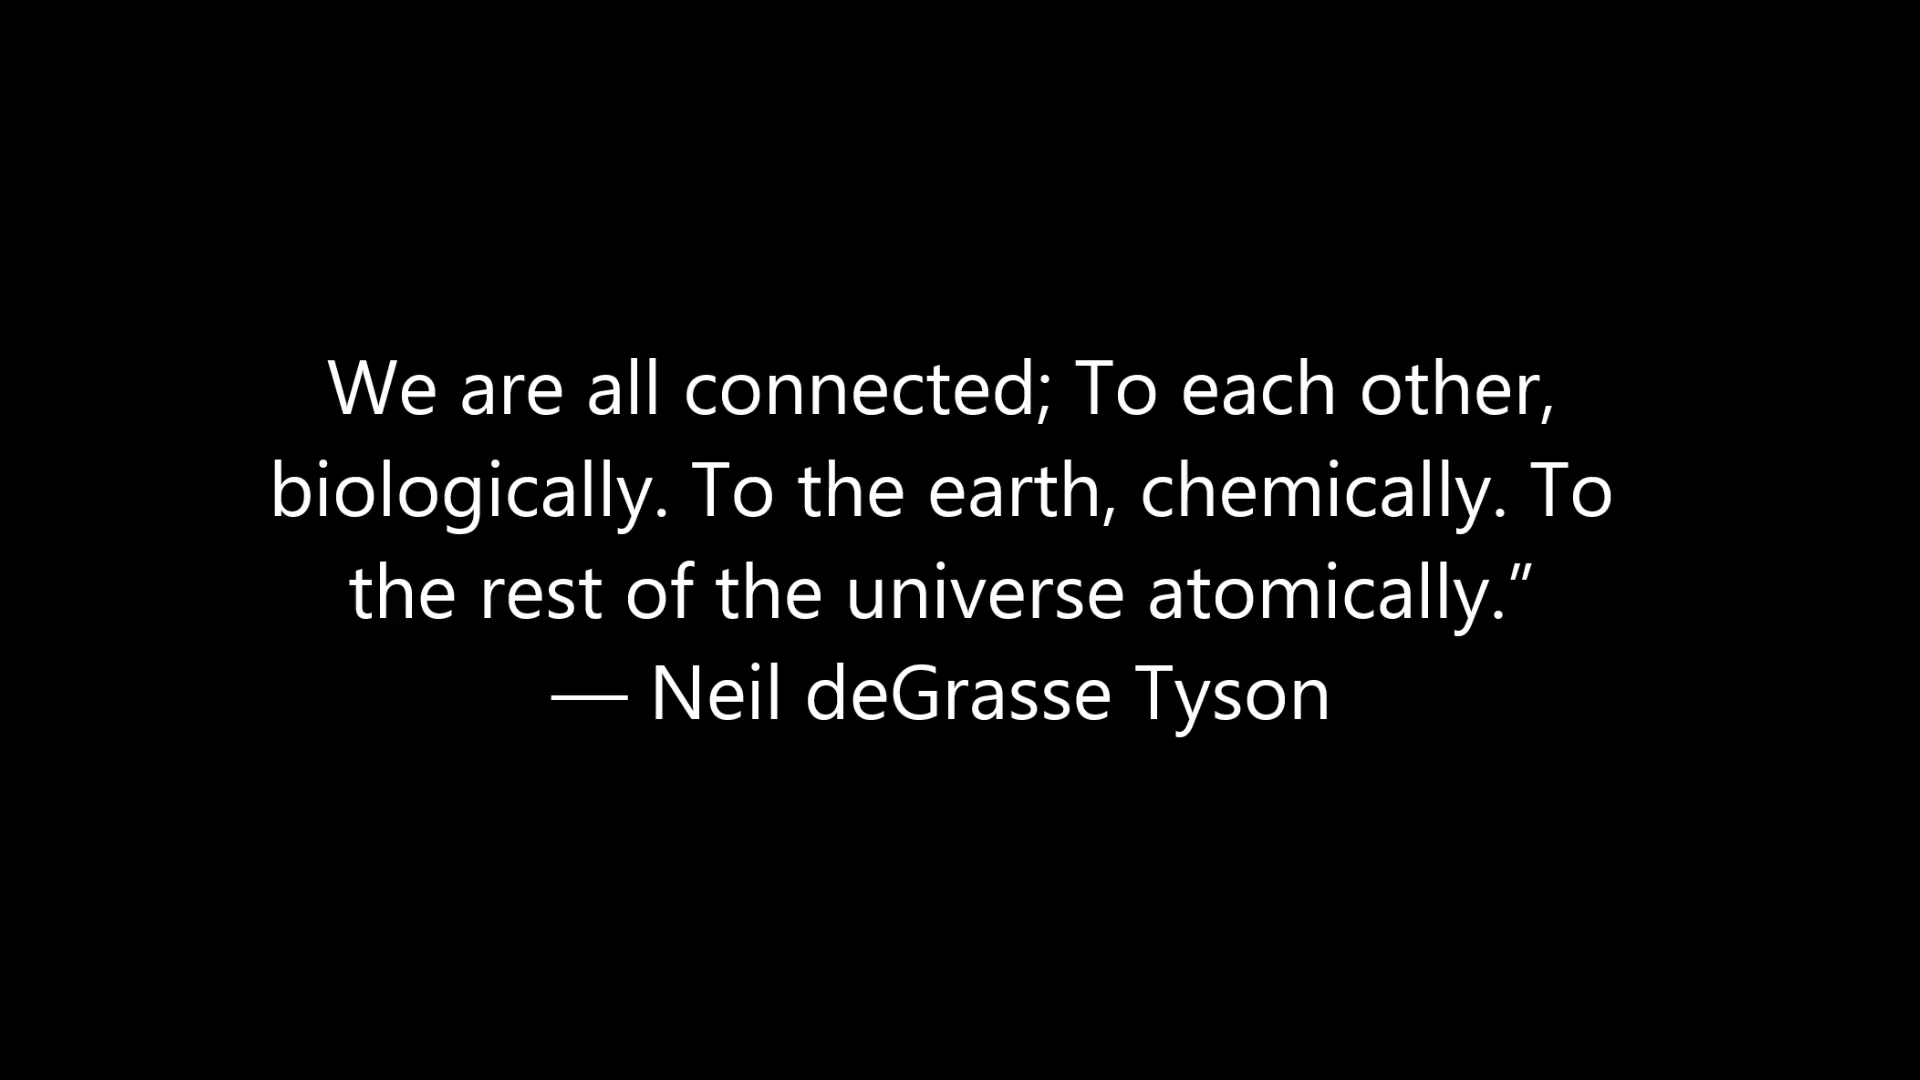 We are all connected; To each other,
biologically. To the earth, chemically. To
the rest of the universe atomically.”
— Neil deGrasse Tyson